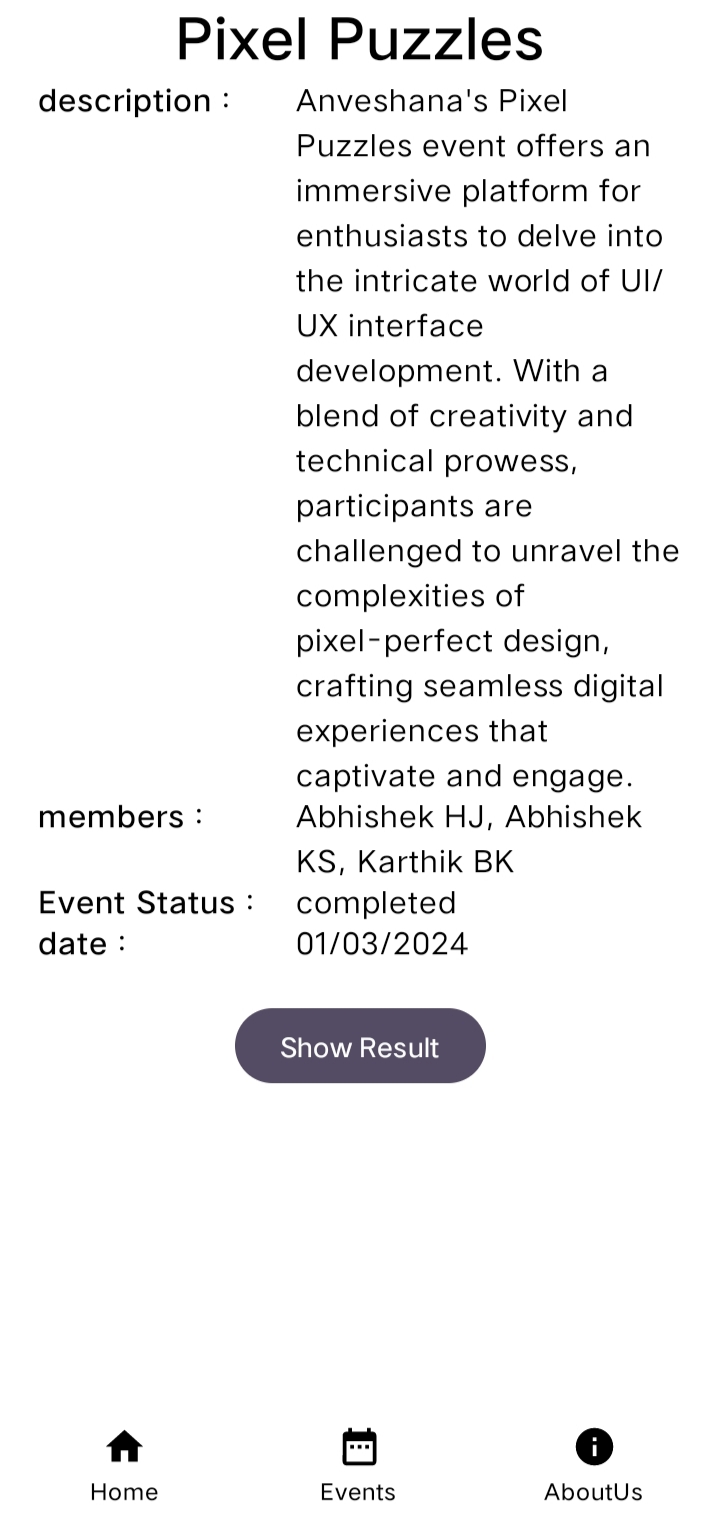 Pixel Puzzles
description : Anveshana's Pixel
Puzzles event offers an
immersive platform for
enthusiasts to delve into
the intricate world of UI/
UX interface
development. With a
blend of creativity and
technical prowess,
participants are
challenged to unravel the
complexities of
pixel-perfect design,
crafting seamless digital
experiences that
captivate and engage.
members : Abhishek HJ, Abhishek
KS, Karthik BK
Event Status : completed
date : 01/03/2024
Show Result
Home Events AboutUs